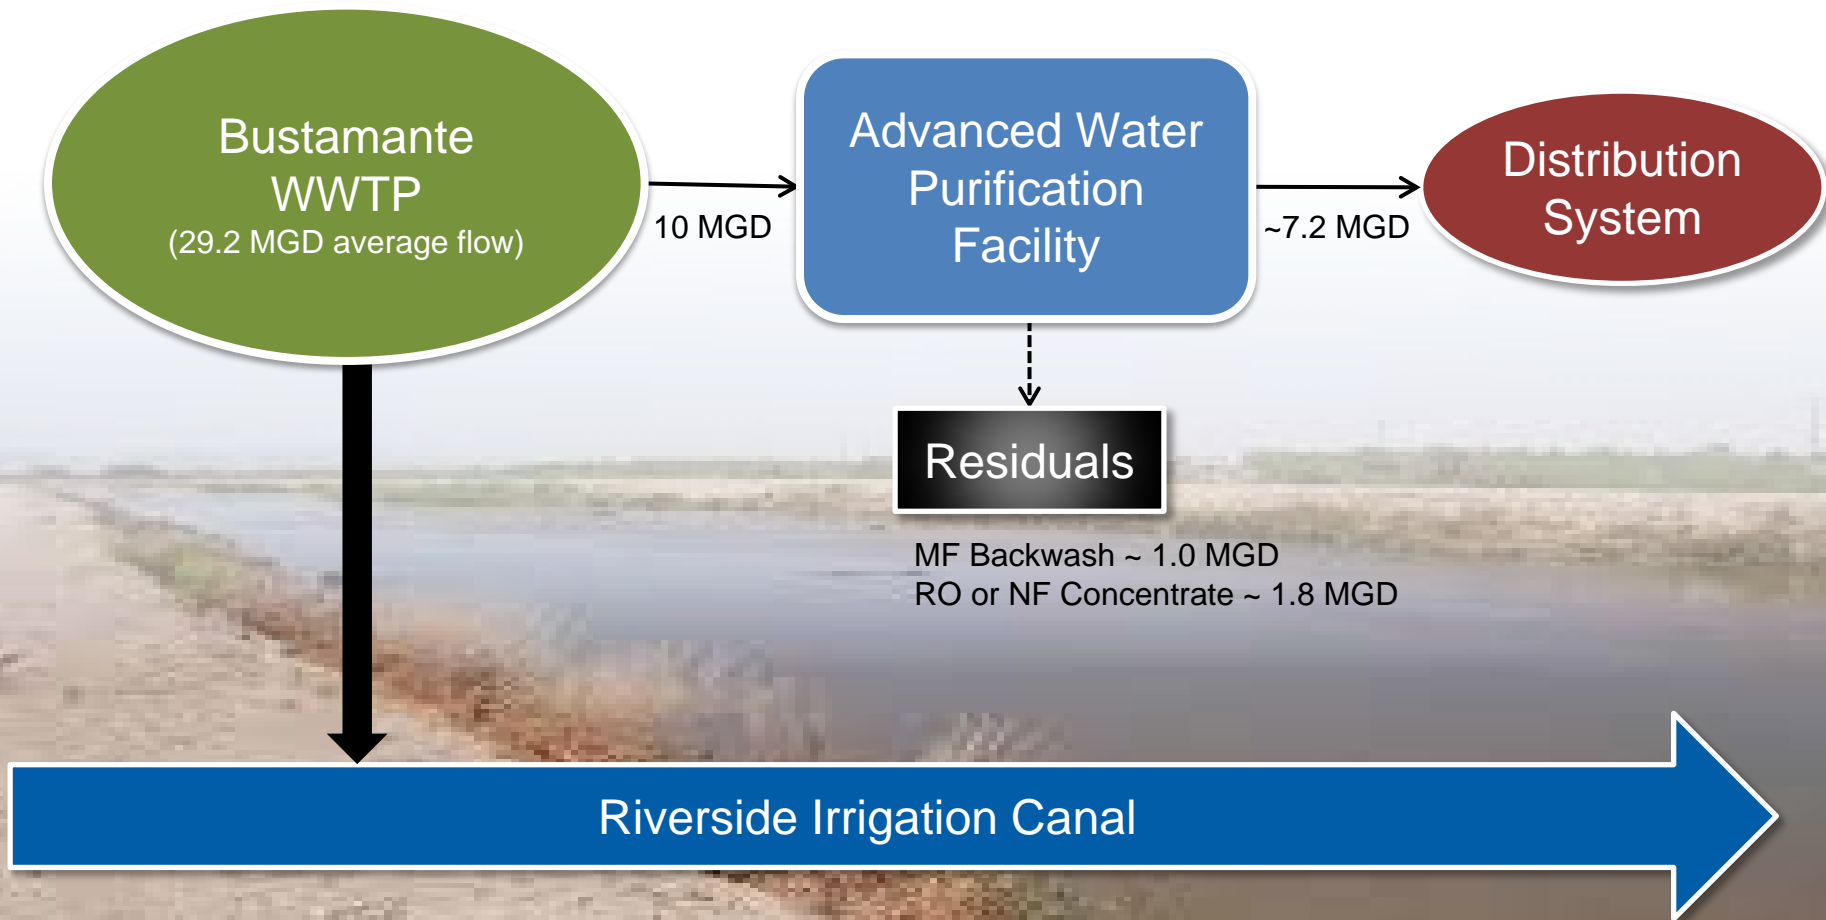 Bustamante
WWTP
(29.2 MGD average flow)
10 MGD
Advanced Water
Purification
Facility
~7.2 MGD
Distribution
System
Residuals
MF Backwash ~ 1.0 MGD
RO or NF Concentrate ~ 1.8 MGD
Riverside Irrigation Canal